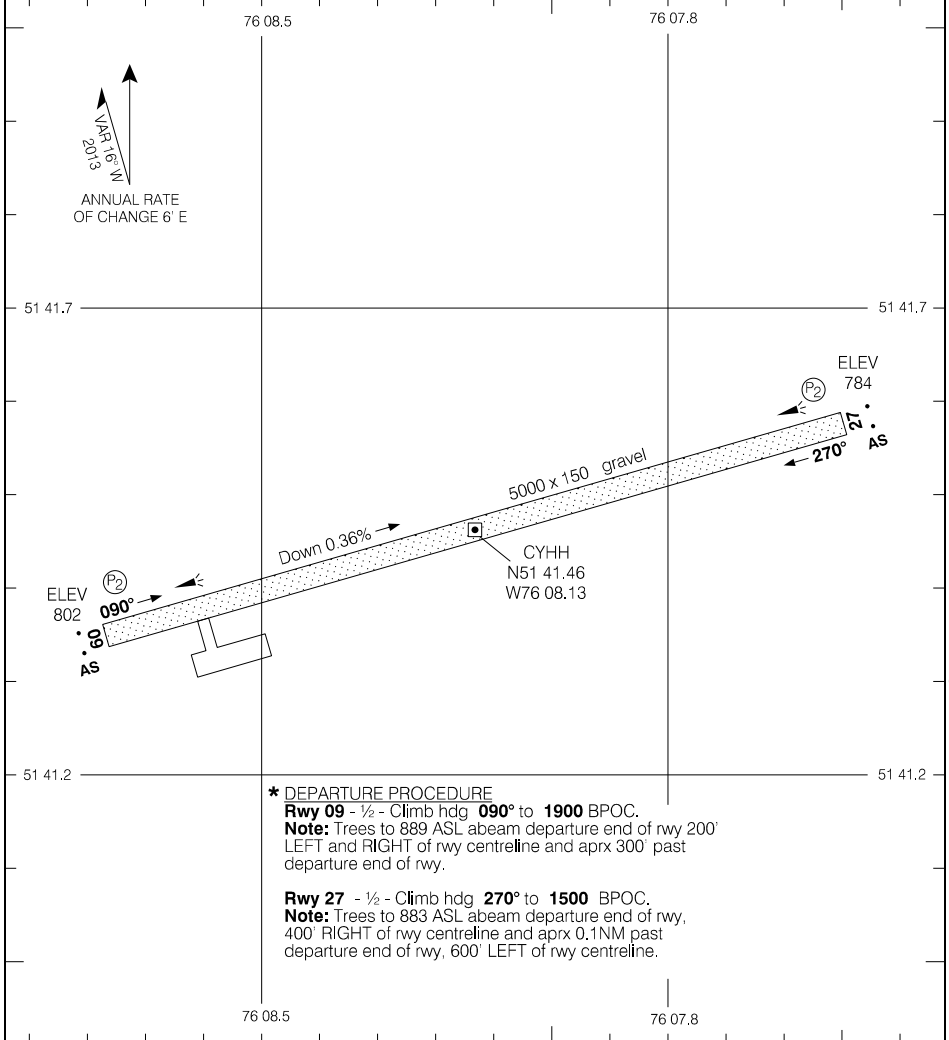 76 08.5
76 07.8
VAR 16° W
2013
ANNUAL RATE
OF CHANGE 6' E
51 41.7
51 41.7
ELEV
784
P2
27
AS
270°
5000 x 150 gravel
Down 0.36%
CYHH
N51 41.46
W76 08.13
P2
ELEV
802
090°
09
AS
51 41.2
51 41.2
* DEPARTURE PROCEDURE
Rwy 09 - ½ - Climb hdg 090° to 1900 BPOC.
Note: Trees to 889 ASL abeam departure end of rwy 200'
LEFT and RIGHT of rwy centreline and aprx 300' past
departure end of rwy.
Rwy 27 - ½ - Climb hdg 270° to 1500 BPOC.
Note: Trees to 883 ASL abeam departure end of rwy,
400' RIGHT of rwy centreline and aprx 0.1NM past
departure end of rwy, 600' LEFT of rwy centreline.
76 08.5
76 07.8